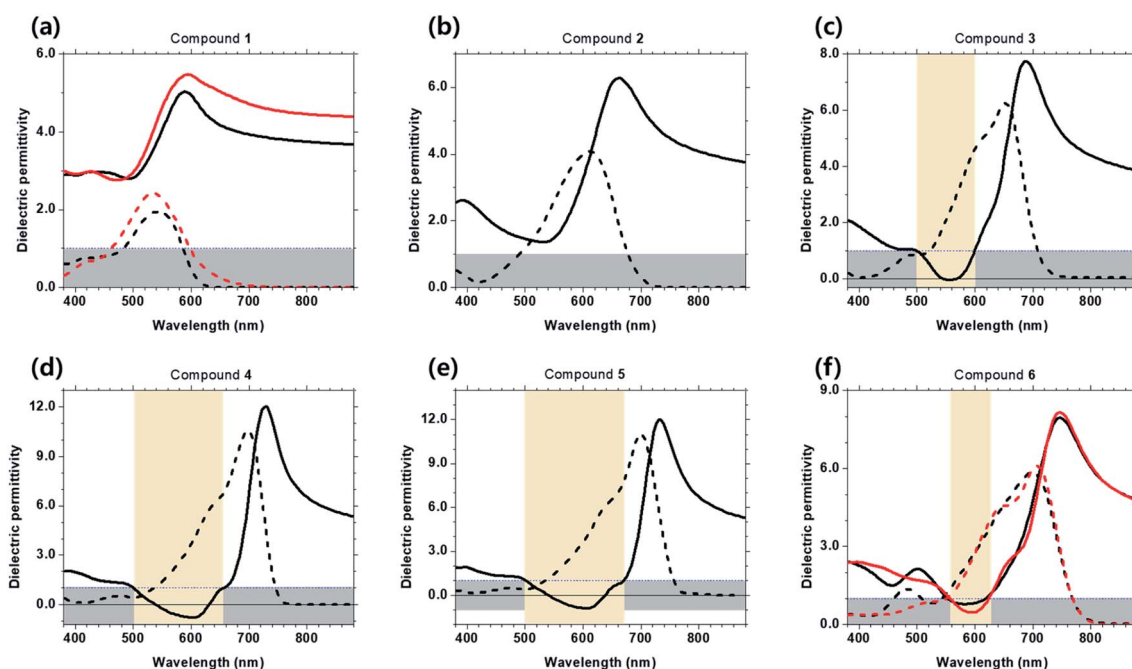 (a)
Compound 1
6.0
4.0
2.0
0.0
Dielectric permittivity
400 500 600 700 800
Wavelength (nm)
(b)
Compound 2
6.0
4.0
2.0
0.0
Dielectric permittivity
400 500 600 700 800
Wavelength (nm)
(c)
Compound 3
8.0
6.0
4.0
2.0
0.0
Dielectric permittivity
400 500 600 700 800
Wavelength (nm)
(d)
Compound 4
12.0
9.0
6.0
3.0
0.0
Dielectric permittivity
400 500 600 700 800
Wavelength (nm)
(e)
Compound 5
12.0
9.0
6.0
3.0
0.0
Dielectric permittivity
400 500 600 700 800
Wavelength (nm)
(f)
Compound 6
9.0
6.0
3.0
0.0
Dielectric permittivity
400 500 600 700 800
Wavelength (nm)